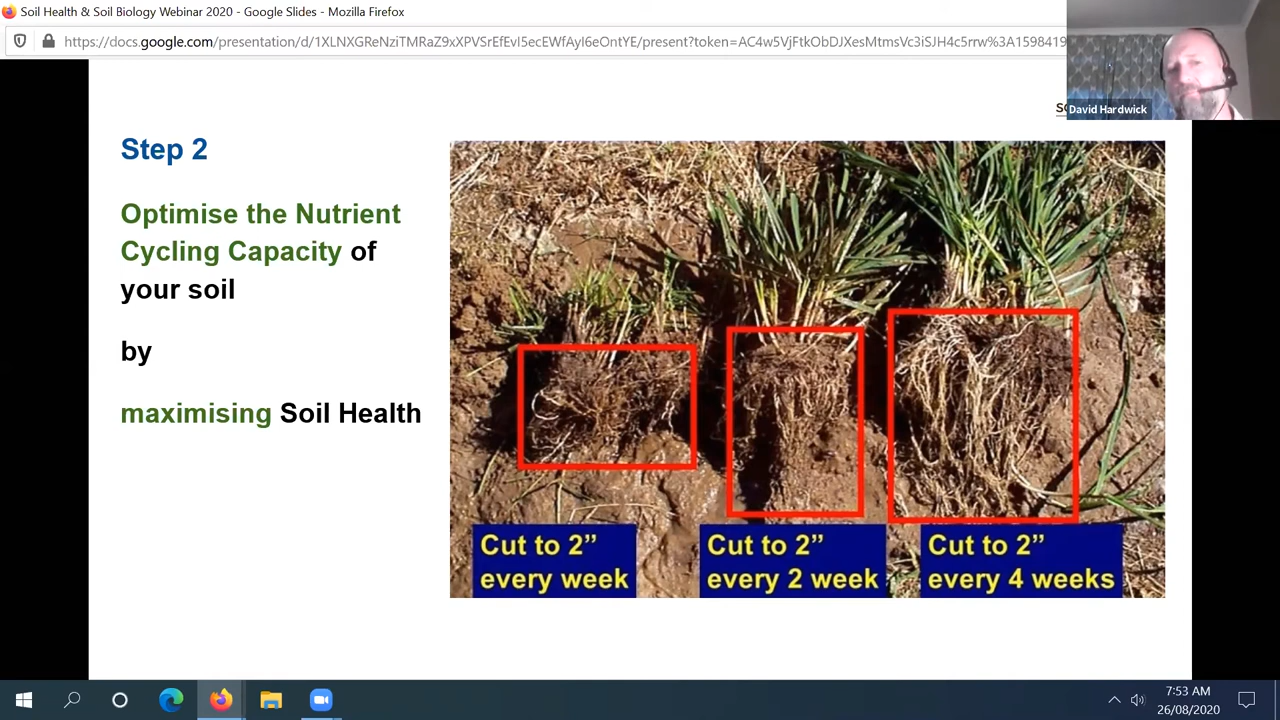 Soil Health & Soil Biology Webinar 2020 - Google Slides - Mozilla Firefox
https://docs.google.com/presentation/d/1XLNXGReNziTMRaZ9xXPVSrEfEvI5ecEWfAyI6eOntYE/present?token=AC4w5VjFtkObDJXesMtmsVc3iSJH4c5rrw%3A1598419
David Hardwick
Step 2
Optimise the Nutrient
Cycling Capacity of
your soil
by
maximising Soil Health
Cut to 2”
every week
Cut to 2”
every 2 week
Cut to 2”
every 4 weeks
7:53 AM
26/08/2020